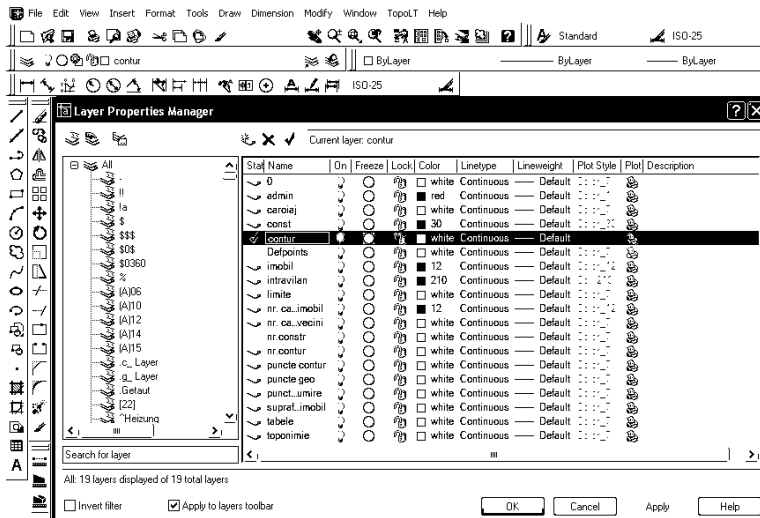 File Edit View Insert Format Tools Draw Dimension Modify Window TopoLT Help
Standard ISO-25
contur ByLayer ByLayer ByLayer
ISO-25
Layer Properties Manager
Current layer: contur
All
Stat Name On Freeze Lock Color Linetype Lineweight Plot Style Plot Description
.
!!
!a
$
$$$
$0$
$0360
%
(A)06
(A)10
(A)12
(A)14
(A)15
.c_ Layer
.g_ Layer
.Getaut
[22]
^Heizung
0 white Continuous Default
admin red Continuous Default
caroiaj white Continuous Default
const 30 Continuous Default
contur white Continuous Default
Defpoints white Continuous Default
imobil 12 Continuous Default
intravilan 210 Continuous Default
limite white Continuous Default
nr. ca..imobil 12 Continuous Default
nr. ca..vecini white Continuous Default
nr.constr white Continuous Default
nr.contur white Continuous Default
puncte contur white Continuous Default
puncte geo white Continuous Default
punct...umire white Continuous Default
supraf..imobil white Continuous Default
tabele white Continuous Default
toponimie white Continuous Default
Search for layer
All: 19 layers displayed of 19 total layers
Invert filter Apply to layers toolbar OK Cancel Apply Help